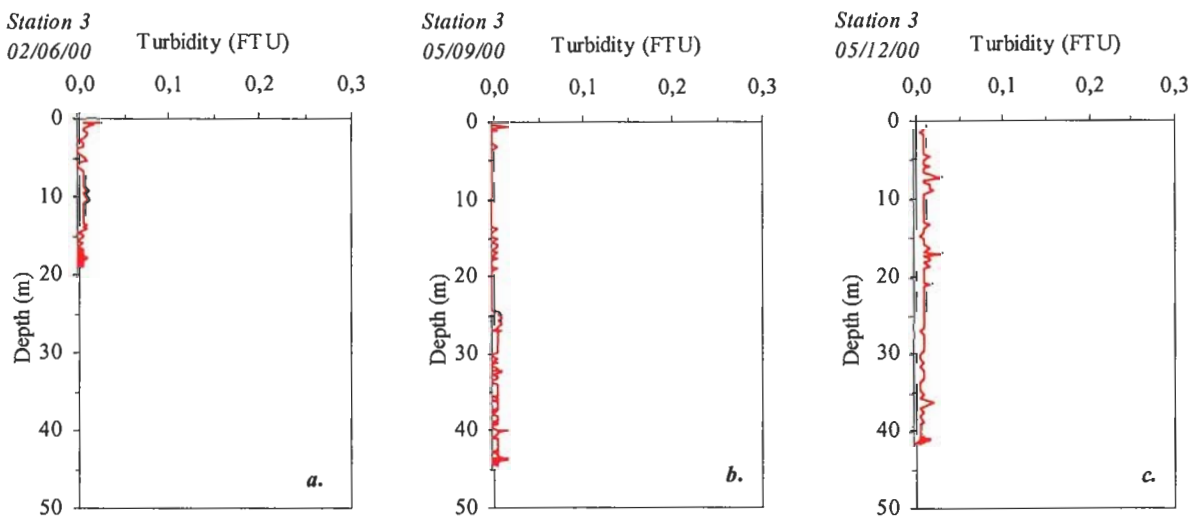 Station 3
02/06/00
Turbidity (FTU)
0,0 0,1 0,2 0,3
0
10
20
30
40
50
Depth (m)
a.
Station 3
05/09/00
Turbidity (FTU)
0,0 0,1 0,2 0,3
0
10
20
30
40
50
Depth (m)
b.
Station 3
05/12/00
Turbidity (FTU)
0,0 0,1 0,2 0,3
0
10
20
30
40
50
Depth (m)
c.